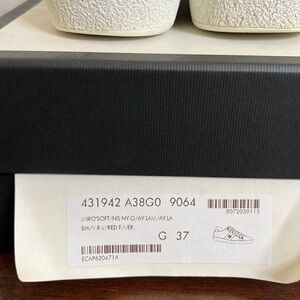 431942 A38G0 9064
8072039115
MIRO'SOFT/NS.NY.G/AY.LAM/AY.LA
BIA/V.R.V/RED F/VER.
G 37
ECAP620471A